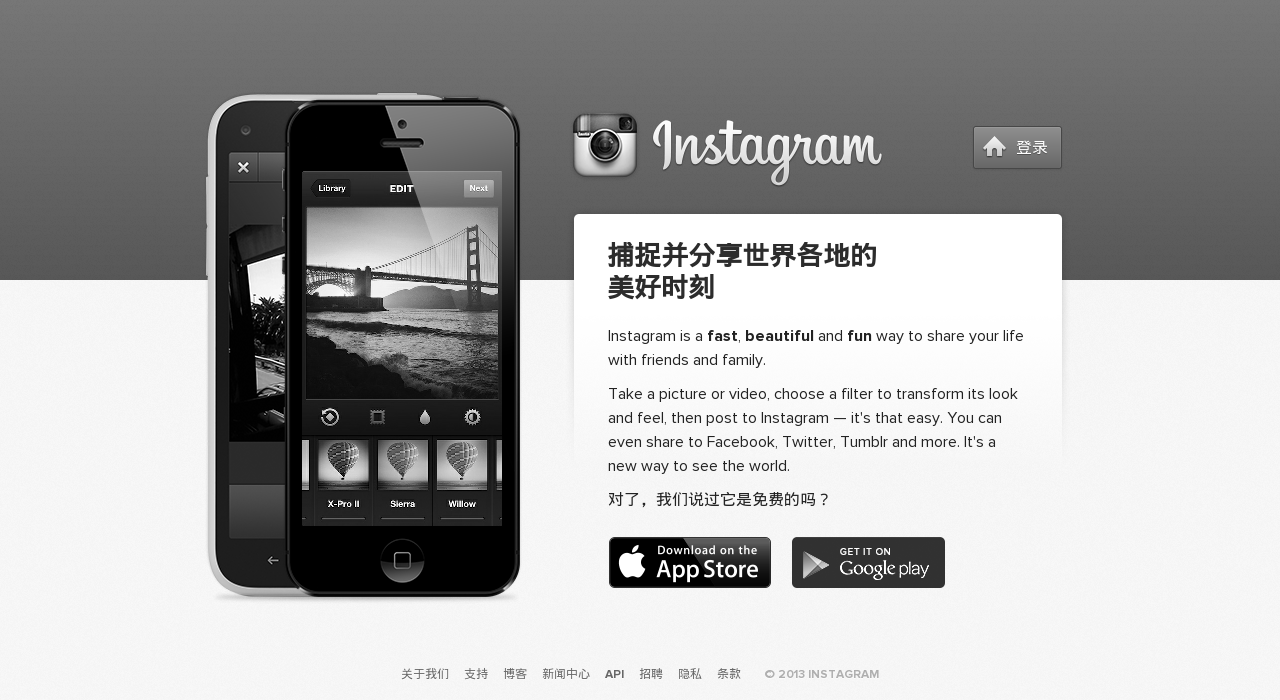 Instagram
登录
Library
EDIT
Next
X-Pro II
Sierra
Willow
捕捉并分享世界各地的
美好时刻
Instagram is a fast, beautiful and fun way to share your life
with friends and family.
Take a picture or video, choose a filter to transform its look
and feel, then post to Instagram — it's that easy. You can
even share to Facebook, Twitter, Tumblr and more. It's a
new way to see the world.
对了，我们说过它是免费的吗？
Download on the
App Store
GET IT ON
Google play
关于我们 支持 博客 新闻中心 API 招聘 隐私 条款 © 2013 INSTAGRAM